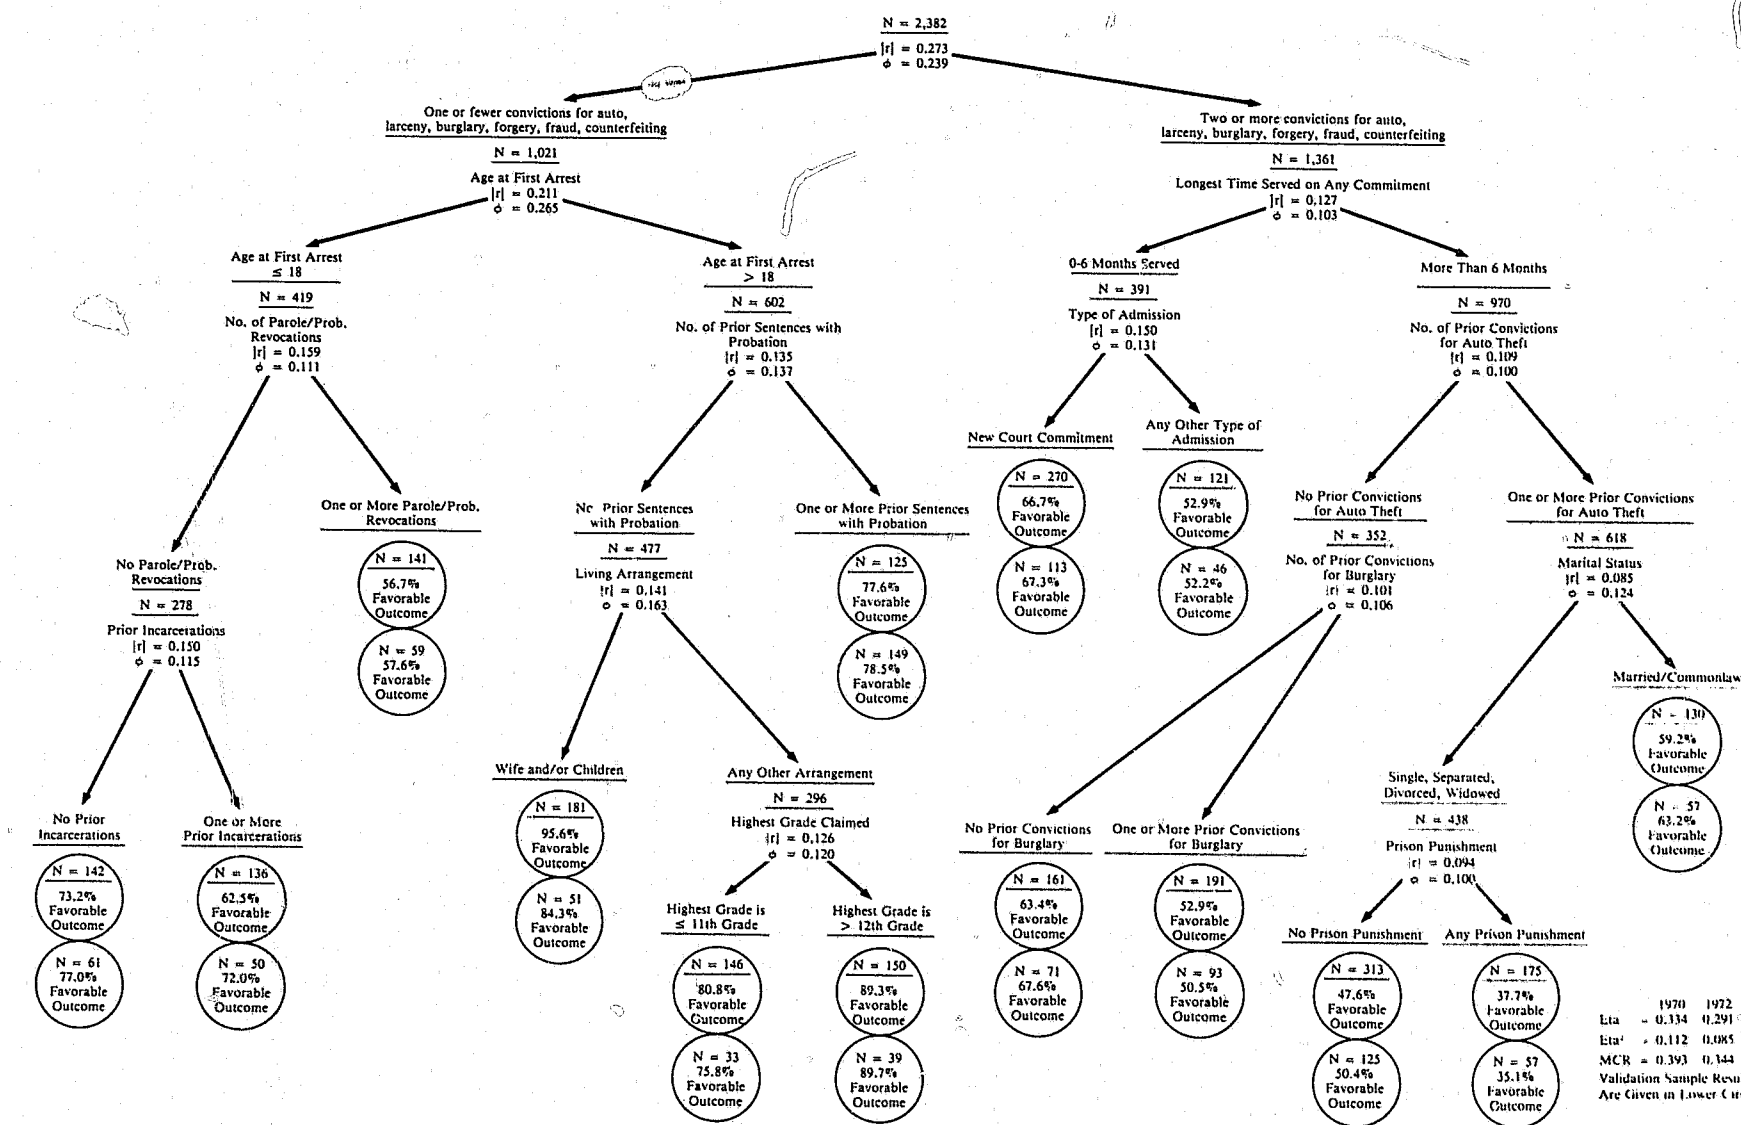 N = 2,382
|r| = 0.273
φ = 0.239
One or fewer convictions for auto,
larceny, burglary, forgery, fraud, counterfeiting
N = 1,021
Age at First Arrest
|r| = 0.211
φ = 0.265
Two or more convictions for auto,
larceny, burglary, forgery, fraud, counterfeiting
N = 1,361
Longest Time Served on Any Commitment
|r| = 0.127
φ = 0.103
Age at First Arrest
≤ 18
N = 419
No. of Parole/Prob.
Revocations
|r| = 0.159
φ = 0.111
Age at First Arrest
> 18
N = 602
No. of Prior Sentences with
Probation
|r| = 0.135
φ = 0.137
0-6 Months Served
N = 391
Type of Admission
|r| = 0.150
φ = 0.131
More Than 6 Months
N = 970
No. of Prior Convictions
for Auto Theft
|r| = 0.109
φ = 0.100
New Court Commitment
N = 270
66.7%
Favorable
Outcome
N = 113
67.3%
Favorable
Outcome
Any Other Type of
Admission
N = 121
52.9%
Favorable
Outcome
N = 46
52.2%
Favorable
Outcome
No Parole/Prob.
Revocations
N = 278
Prior Incarcerations
|r| = 0.150
φ = 0.115
One or More Parole/Prob.
Revocations
N = 141
56.7%
Favorable
Outcome
N = 59
57.6%
Favorable
Outcome
Nc Prior Sentences
with Probation
N = 477
Living Arrangement
|r| = 0.141
φ = 0.163
One or More Prior Sentences
with Probation
N = 125
77.6%
Favorable
Outcome
N = 149
78.5%
Favorable
Outcome
No Prior Convictions
for Auto Theft
N = 352
No. of Prior Convictions
for Burglary
|r| = 0.101
φ = 0.106
One or More Prior Convictions
for Auto Theft
N = 618
Marital Status
|r| = 0.085
φ = 0.124
Married/Commonlaw
N = 130
59.2%
Favorable
Outcome
N = 57
63.2%
Favorable
Outcome
No Prior
Incarcerations
N = 142
73.2%
Favorable
Outcome
N = 61
77.0%
Favorable
Outcome
One or More
Prior Incarcerations
N = 136
62.5%
Favorable
Outcome
N = 50
72.0%
Favorable
Outcome
Wife and/or Children
N = 181
95.6%
Favorable
Outcome
N = 51
84.3%
Favorable
Outcome
Any Other Arrangement
N = 296
Highest Grade Claimed
|r| = 0.126
φ = 0.120
Highest Grade is
≤ 11th Grade
N = 146
80.8%
Favorable
Outcome
N = 33
75.8%
Favorable
Outcome
Highest Grade is
> 12th Grade
N = 150
89.3%
Favorable
Outcome
N = 39
89.7%
Favorable
Outcome
No Prior Convictions
for Burglary
N = 161
63.4%
Favorable
Outcome
N = 71
67.6%
Favorable
Outcome
One or More Prior Convictions
for Burglary
N = 191
52.9%
Favorable
Outcome
N = 93
50.5%
Favorable
Outcome
Single, Separated,
Divorced, Widowed
N = 438
Prison Punishment
|r| = 0.094
φ = 0.100
No Prison Punishment
N = 313
47.6%
Favorable
Outcome
N = 125
50.4%
Favorable
Outcome
Any Prison Punishment
N = 175
37.7%
Favorable
Outcome
N = 57
35.1%
Favorable
Outcome
1970 1972
Eta = 0.334 0.291
Eta² = 0.112 0.085
MCR = 0.393 0.344
Validation Sample Resu
Are Given in Lower Cir